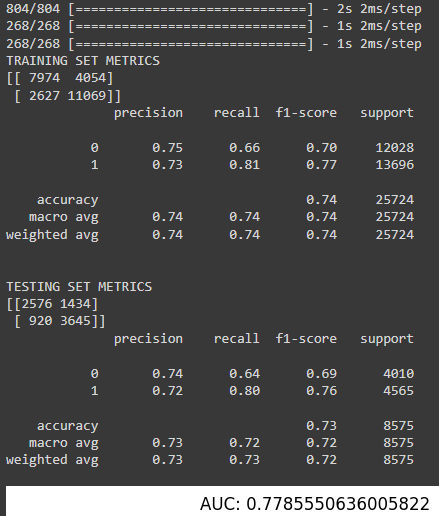 804/804 [==============================] - 2s 2ms/step
268/268 [==============================] - 1s 2ms/step
268/268 [==============================] - 1s 2ms/step
TRAINING SET METRICS
[[ 7974  4054]
 [ 2627 11069]]
              precision    recall  f1-score   support

           0       0.75      0.66      0.70     12028
           1       0.73      0.81      0.77     13696

    accuracy                           0.74     25724
   macro avg       0.74      0.74      0.74     25724
weighted avg       0.74      0.74      0.74     25724


TESTING SET METRICS
[[2576 1434]
 [ 920 3645]]
              precision    recall  f1-score   support

           0       0.74      0.64      0.69      4010
           1       0.72      0.80      0.76      4565

    accuracy                           0.73      8575
   macro avg       0.73      0.72      0.72      8575
weighted avg       0.73      0.73      0.72      8575

AUC: 0.7785550636005822